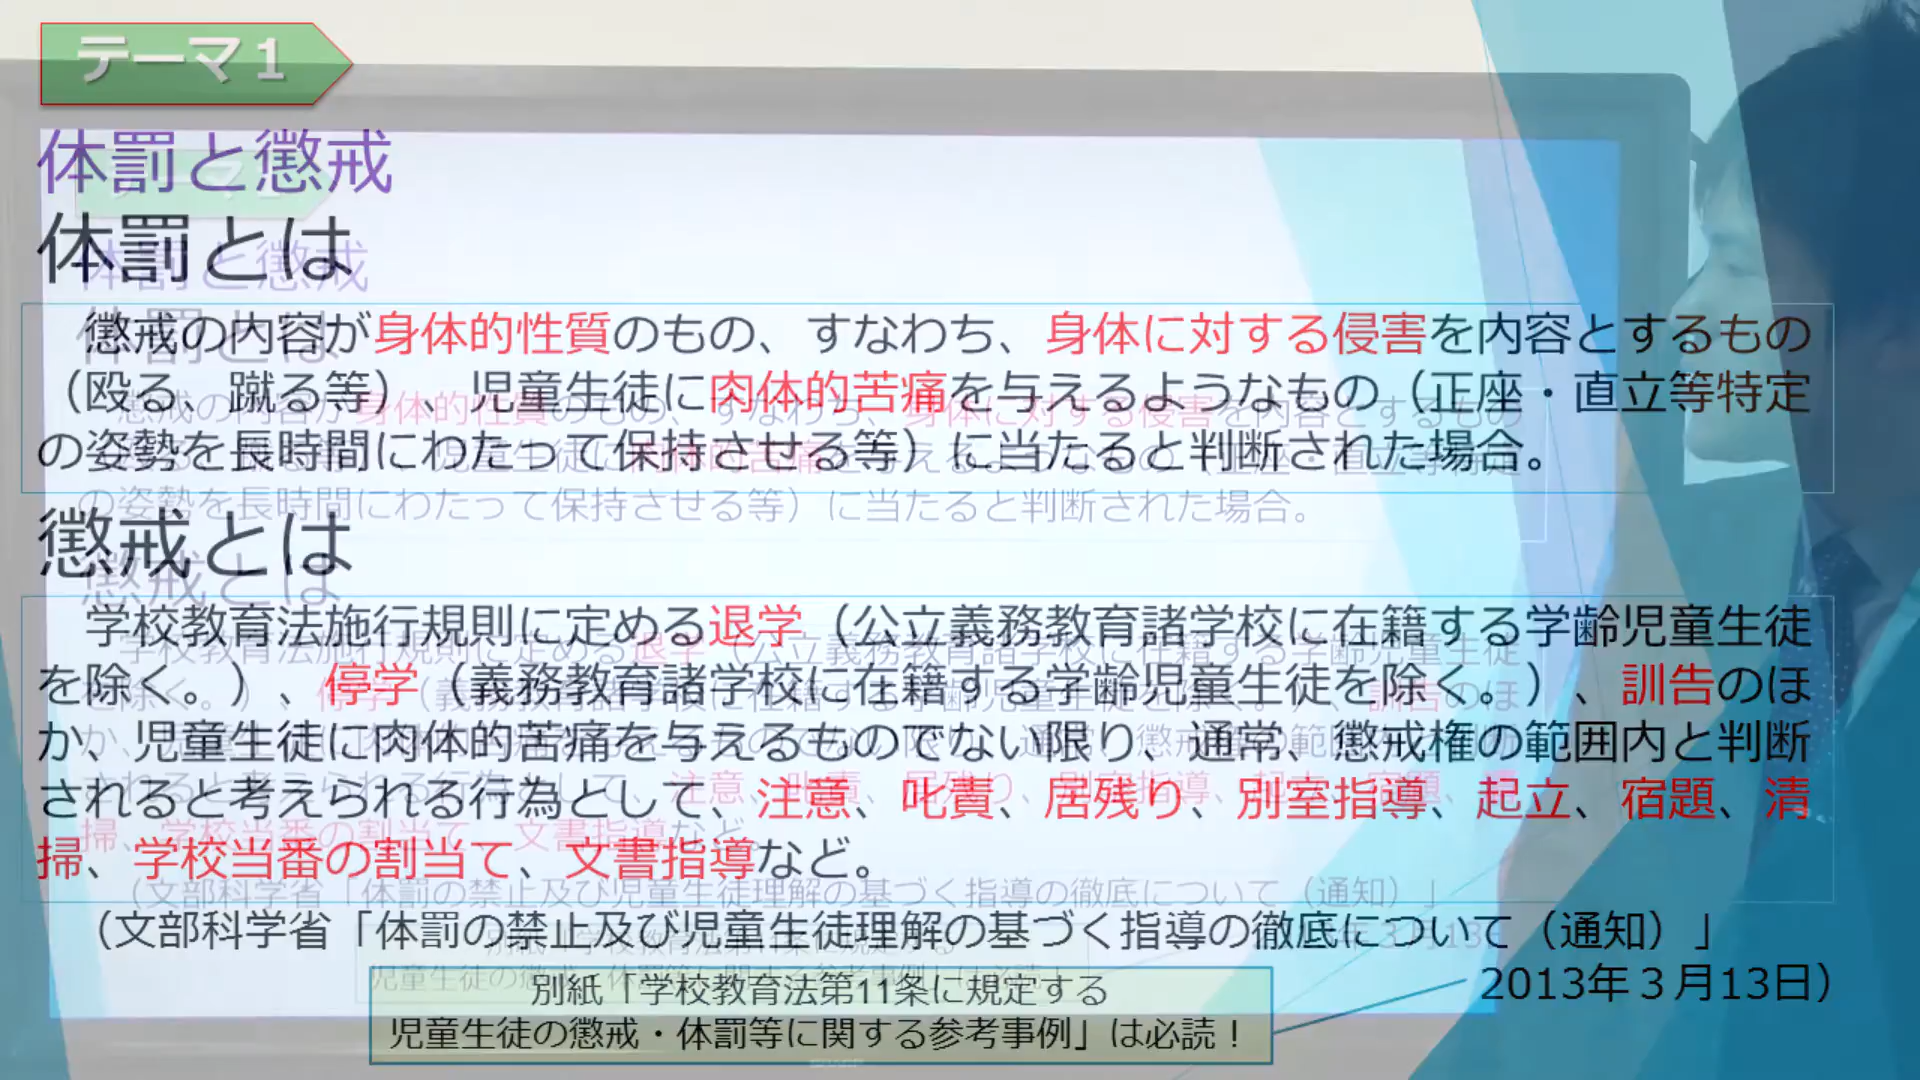 テーマ１
体罰と懲戒
体罰とは
懲戒の内容が身体的性質のもの、すなわち、身体に対する侵害を内容とするもの
（殴る、蹴る等）、児童生徒に肉体的苦痛を与えるようなもの（正座・直立等特定
の姿勢を長時間にわたって保持させる等）に当たると判断された場合。
懲戒とは
学校教育法施行規則に定める退学（公立義務教育諸学校に在籍する学齢児童生徒
を除く。）、停学（義務教育諸学校に在籍する学齢児童生徒を除く。）、訓告のほ
か、児童生徒に肉体的苦痛を与えるものでない限り、通常、懲戒権の範囲内と判断
されると考えられる行為として、注意、叱責、居残り、別室指導、起立、宿題、清
掃、学校当番の割当て、文書指導など。
（文部科学省「体罰の禁止及び児童生徒理解の基づく指導の徹底について（通知）」
2013年３月13日）
別紙「学校教育法第11条に規定する
児童生徒の懲戒・体罰等に関する参考事例」は必読！